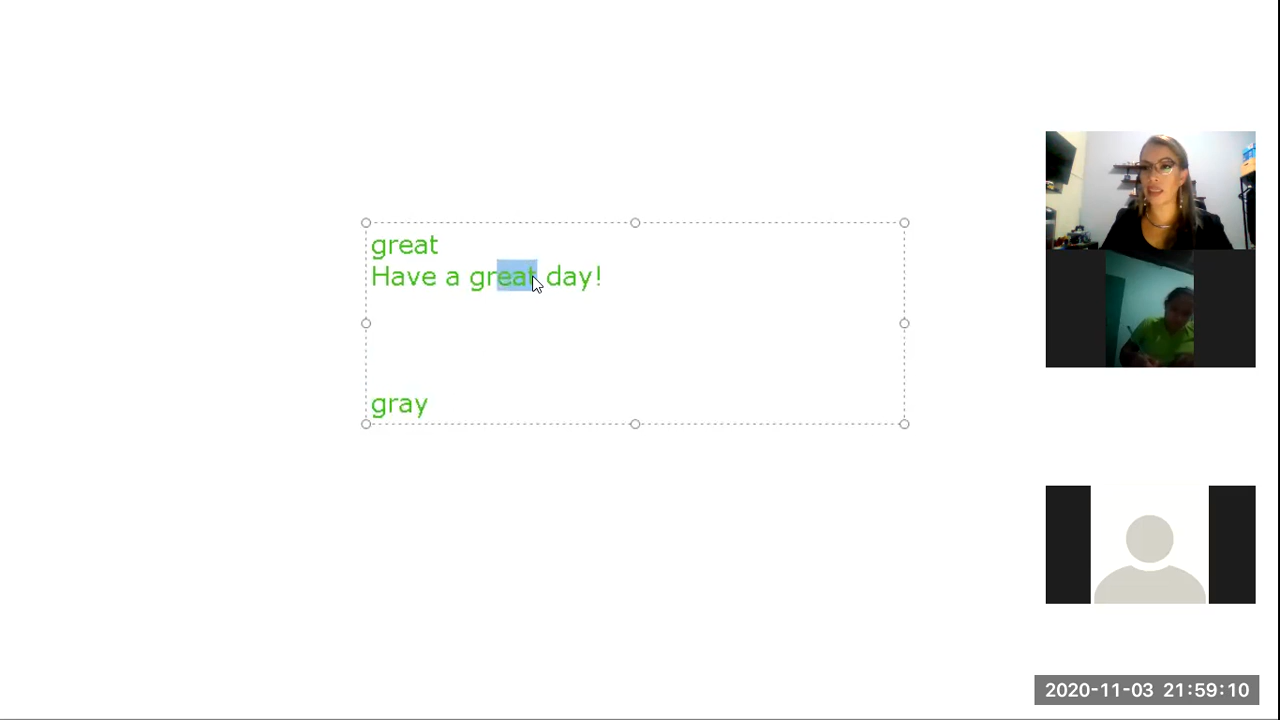 great
Have a great day!
gray
2020-11-03 21:59:10